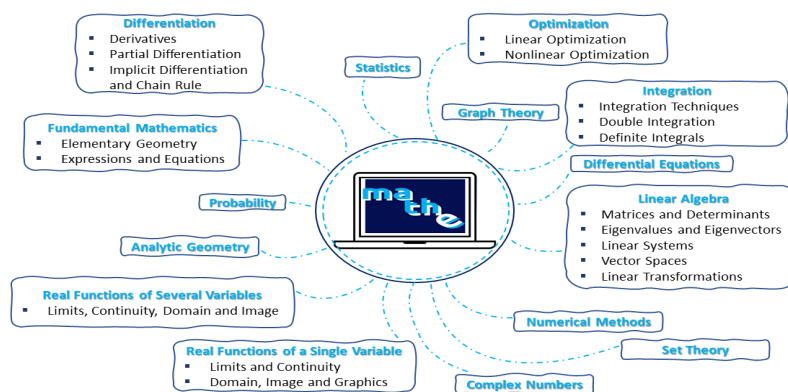 Differentiation
Derivatives
Partial Differentiation
Implicit Differentiation
and Chain Rule
Optimization
Linear Optimization
Nonlinear Optimization
Statistics
Graph Theory
Integration
Integration Techniques
Double Integration
Definite Integrals
Fundamental Mathematics
Elementary Geometry
Expressions and Equations
Differential Equations
mathe
Probability
Linear Algebra
Matrices and Determinants
Eigenvalues and Eigenvectors
Linear Systems
Vector Spaces
Linear Transformations
Analytic Geometry
Real Functions of Several Variables
Limits, Continuity, Domain and Image
Numerical Methods
Set Theory
Real Functions of a Single Variable
Limits and Continuity
Domain, Image and Graphics
Complex Numbers